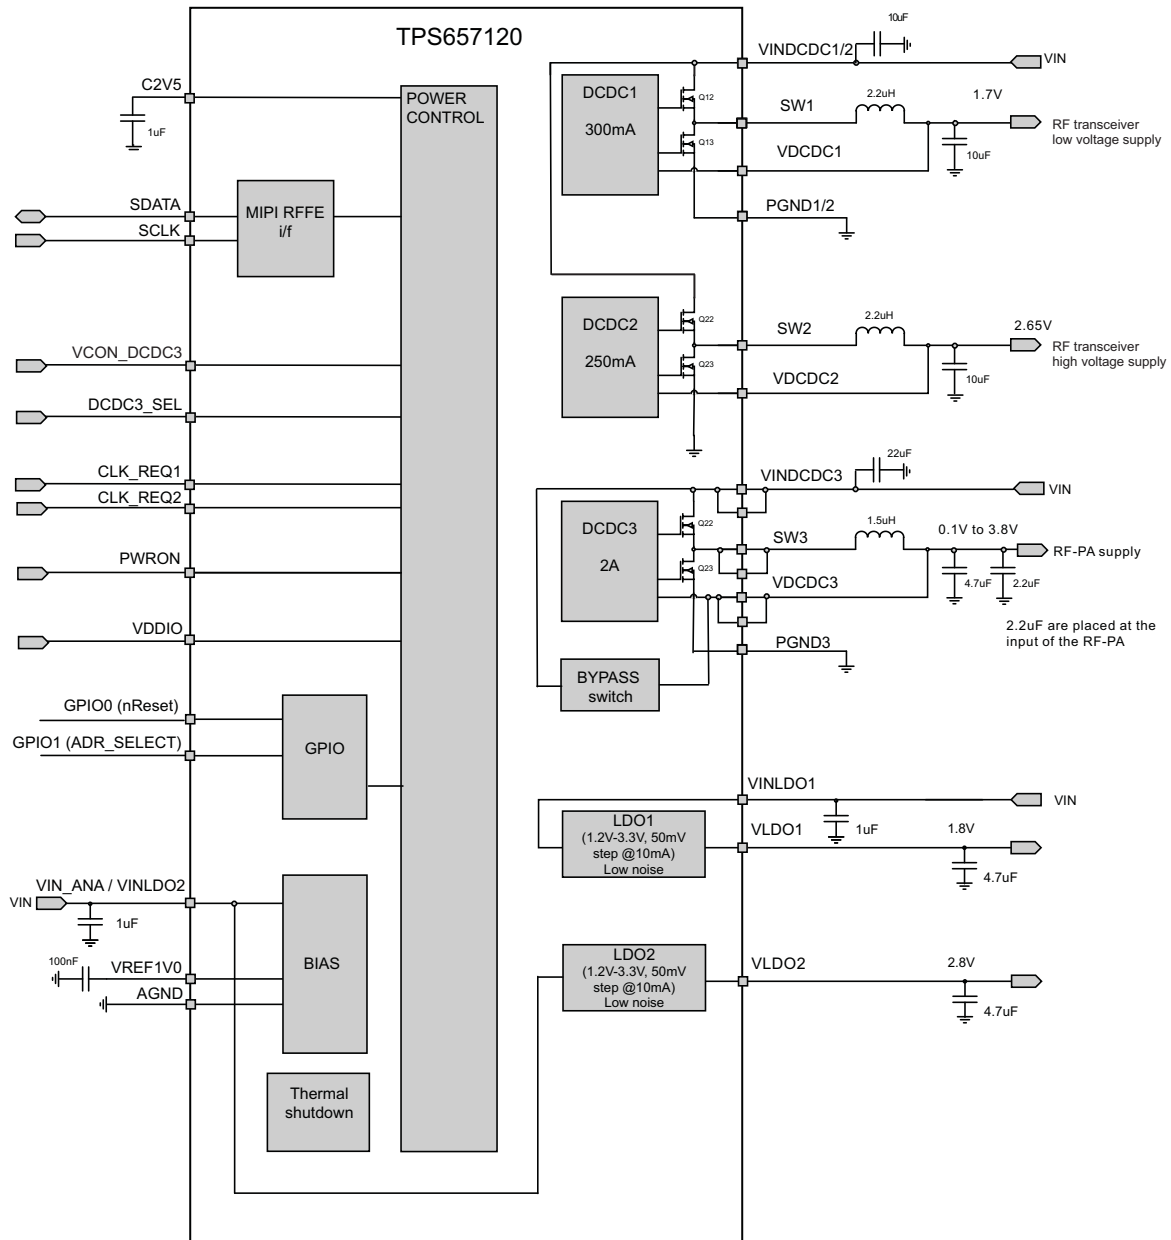 TPS657120
C2V5
1uF
POWER
CONTROL
SDATA
SCLK
MIPI RFFE
i/f
VCON_DCDC3
DCDC3_SEL
CLK_REQ1
CLK_REQ2
PWRON
VDDIO
GPIO0 (nReset)
GPIO1 (ADR_SELECT)
GPIO
VIN_ANA / VINLDO2
VIN
1uF
100nF
VREF1V0
AGND
BIAS
Thermal
shutdown
10uF
VINDCDC1/2
VIN
DCDC1
300mA
Q12
Q13
SW1
2.2uH
1.7V
RF transceiver
low voltage supply
VDCDC1
10uF
PGND1/2
DCDC2
250mA
Q22
Q23
SW2
2.2uH
2.65V
RF transceiver
high voltage supply
VDCDC2
10uF
22uF
VINDCDC3
VIN
DCDC3
2A
Q22
Q23
SW3
1.5uH
0.1V to 3.8V
RF-PA supply
VDCDC3
4.7uF
2.2uF
2.2uF are placed at the
input of the RF-PA
PGND3
BYPASS
switch
VINLDO1
VIN
1uF
LDO1
(1.2V-3.3V, 50mV
step @10mA)
Low noise
VLDO1
1.8V
4.7uF
LDO2
(1.2V-3.3V, 50mV
step @10mA)
Low noise
VLDO2
2.8V
4.7uF